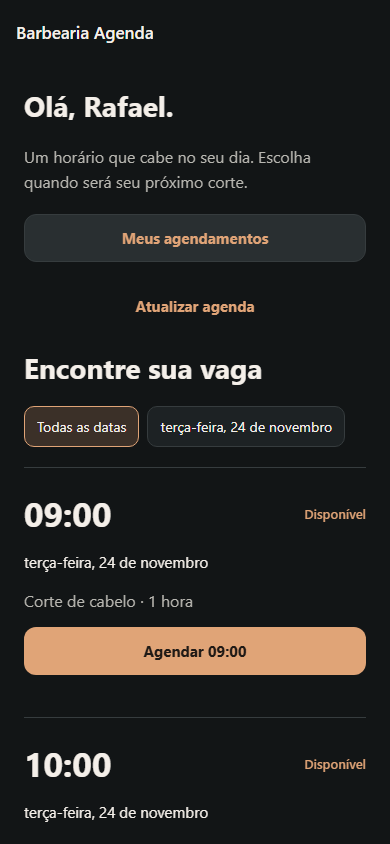 Barbearia Agenda
Olá, Rafael.
Um horário que cabe no seu dia. Escolha
quando será seu próximo corte.
Meus agendamentos
Atualizar agenda
Encontre sua vaga
Todas as datas
terça-feira, 24 de novembro
09:00
Disponível
terça-feira, 24 de novembro
Corte de cabelo · 1 hora
Agendar 09:00
10:00
Disponível
terça-feira, 24 de novembro